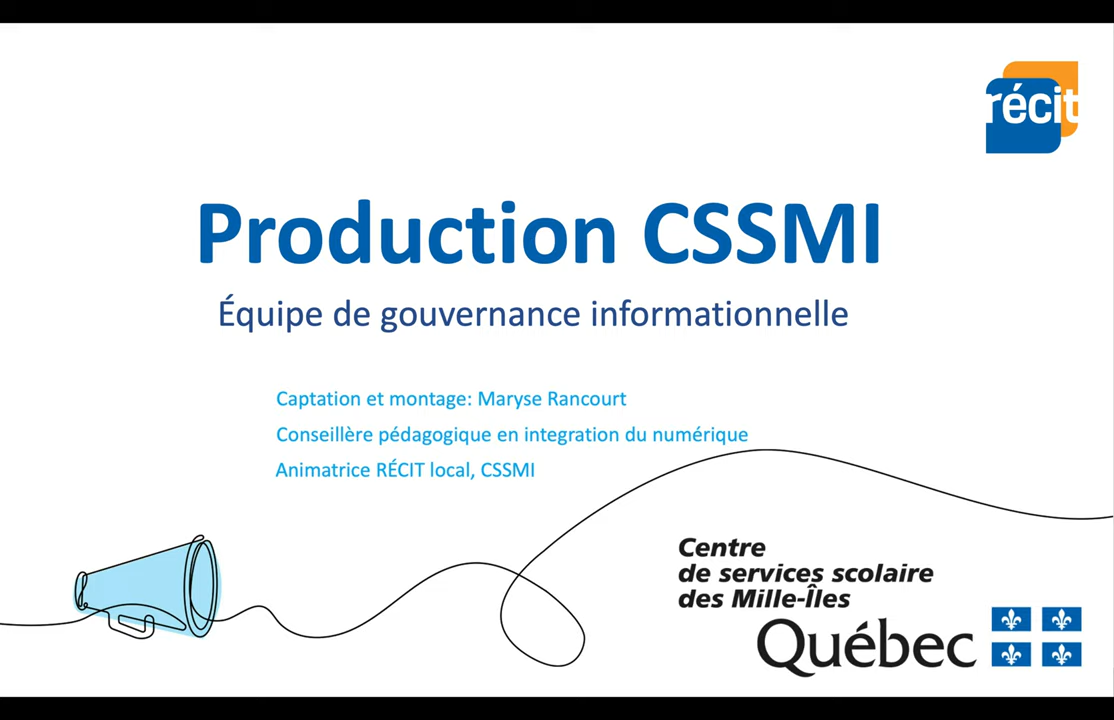 récit
Production CSSMI
Équipe de gouvernance informationnelle
Captation et montage: Maryse Rancourt
Conseillère pédagogique en integration du numérique
Animatrice RÉCIT local, CSSMI
Centre
de services scolaire
des Mille-Îles
Québec